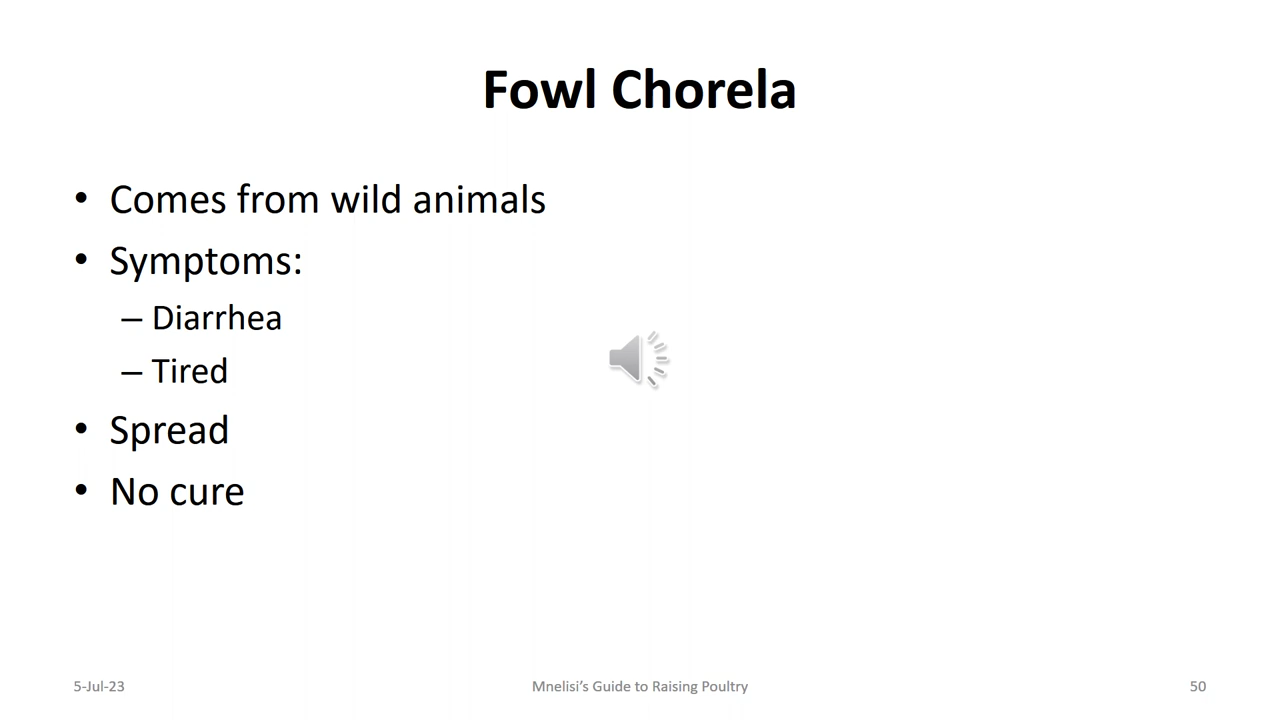 Fowl Chorela
• Comes from wild animals
• Symptoms:
– Diarrhea
– Tired
• Spread
• No cure
5-Jul-23
Mnelisi’s Guide to Raising Poultry
50